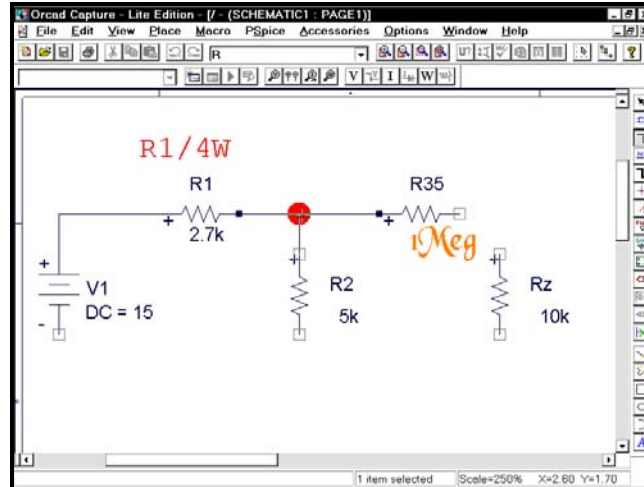 Orcad Capture - Lite Edition - [/ - (SCHEMATIC1 : PAGE1)]
File Edit View Place Macro PSpice Accessories Options Window Help
R
U?
V I W
R1/4W
R1 R35
+ 2.7k + 1Meg
+ + +
V1 R2 Rz
DC = 15 5k 10k
-
1 item selected Scale=250% X=2.60 Y=1.70